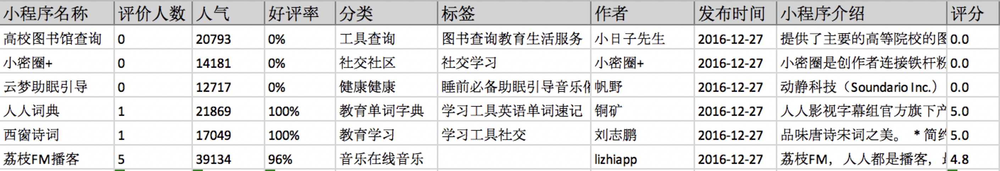 小程序名称 评价人数 人气 好评率 分类 标签 作者 发布时间 小程序介绍 评分
高校图书馆查询 0 20793 0% 工具查询 图书查询教育生活服务 小日子先生 2016-12-27 提供了主要的高等院校的图 0.0
小密圈+ 0 14181 0% 社交社区 社交学习 小密圈+ 2016-12-27 小密圈是创作者连接铁杆粉 0.0
云梦助眠引导 0 12717 0% 健康健康 睡前必备助眠引导音乐 帆野 2016-12-27 动静科技（Soundario Inc.） 0.0
人人词典 1 21869 100% 教育单词字典 学习工具英语单词速记 铜矿 2016-12-27 人人影视字幕组官方旗下产 5.0
西窗诗词 1 17049 100% 教育学习 学习工具社交 刘志鹏 2016-12-27 品味唐诗宋词之美。 * 简约 5.0
荔枝FM播客 5 39134 96% 音乐在线音乐 lizhiapp 2016-12-27 荔枝FM，人人都是播客， 4.8